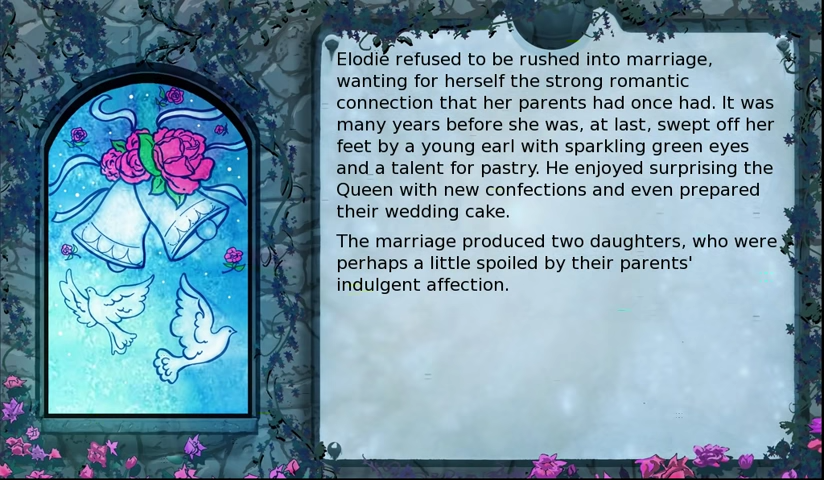 Elodie refused to be rushed into marriage,
wanting for herself the strong romantic
connection that her parents had once had. It was
many years before she was, at last, swept off her
feet by a young earl with sparkling green eyes
and a talent for pastry. He enjoyed surprising the
Queen with new confections and even prepared
their wedding cake.
The marriage produced two daughters, who were
perhaps a little spoiled by their parents'
indulgent affection.